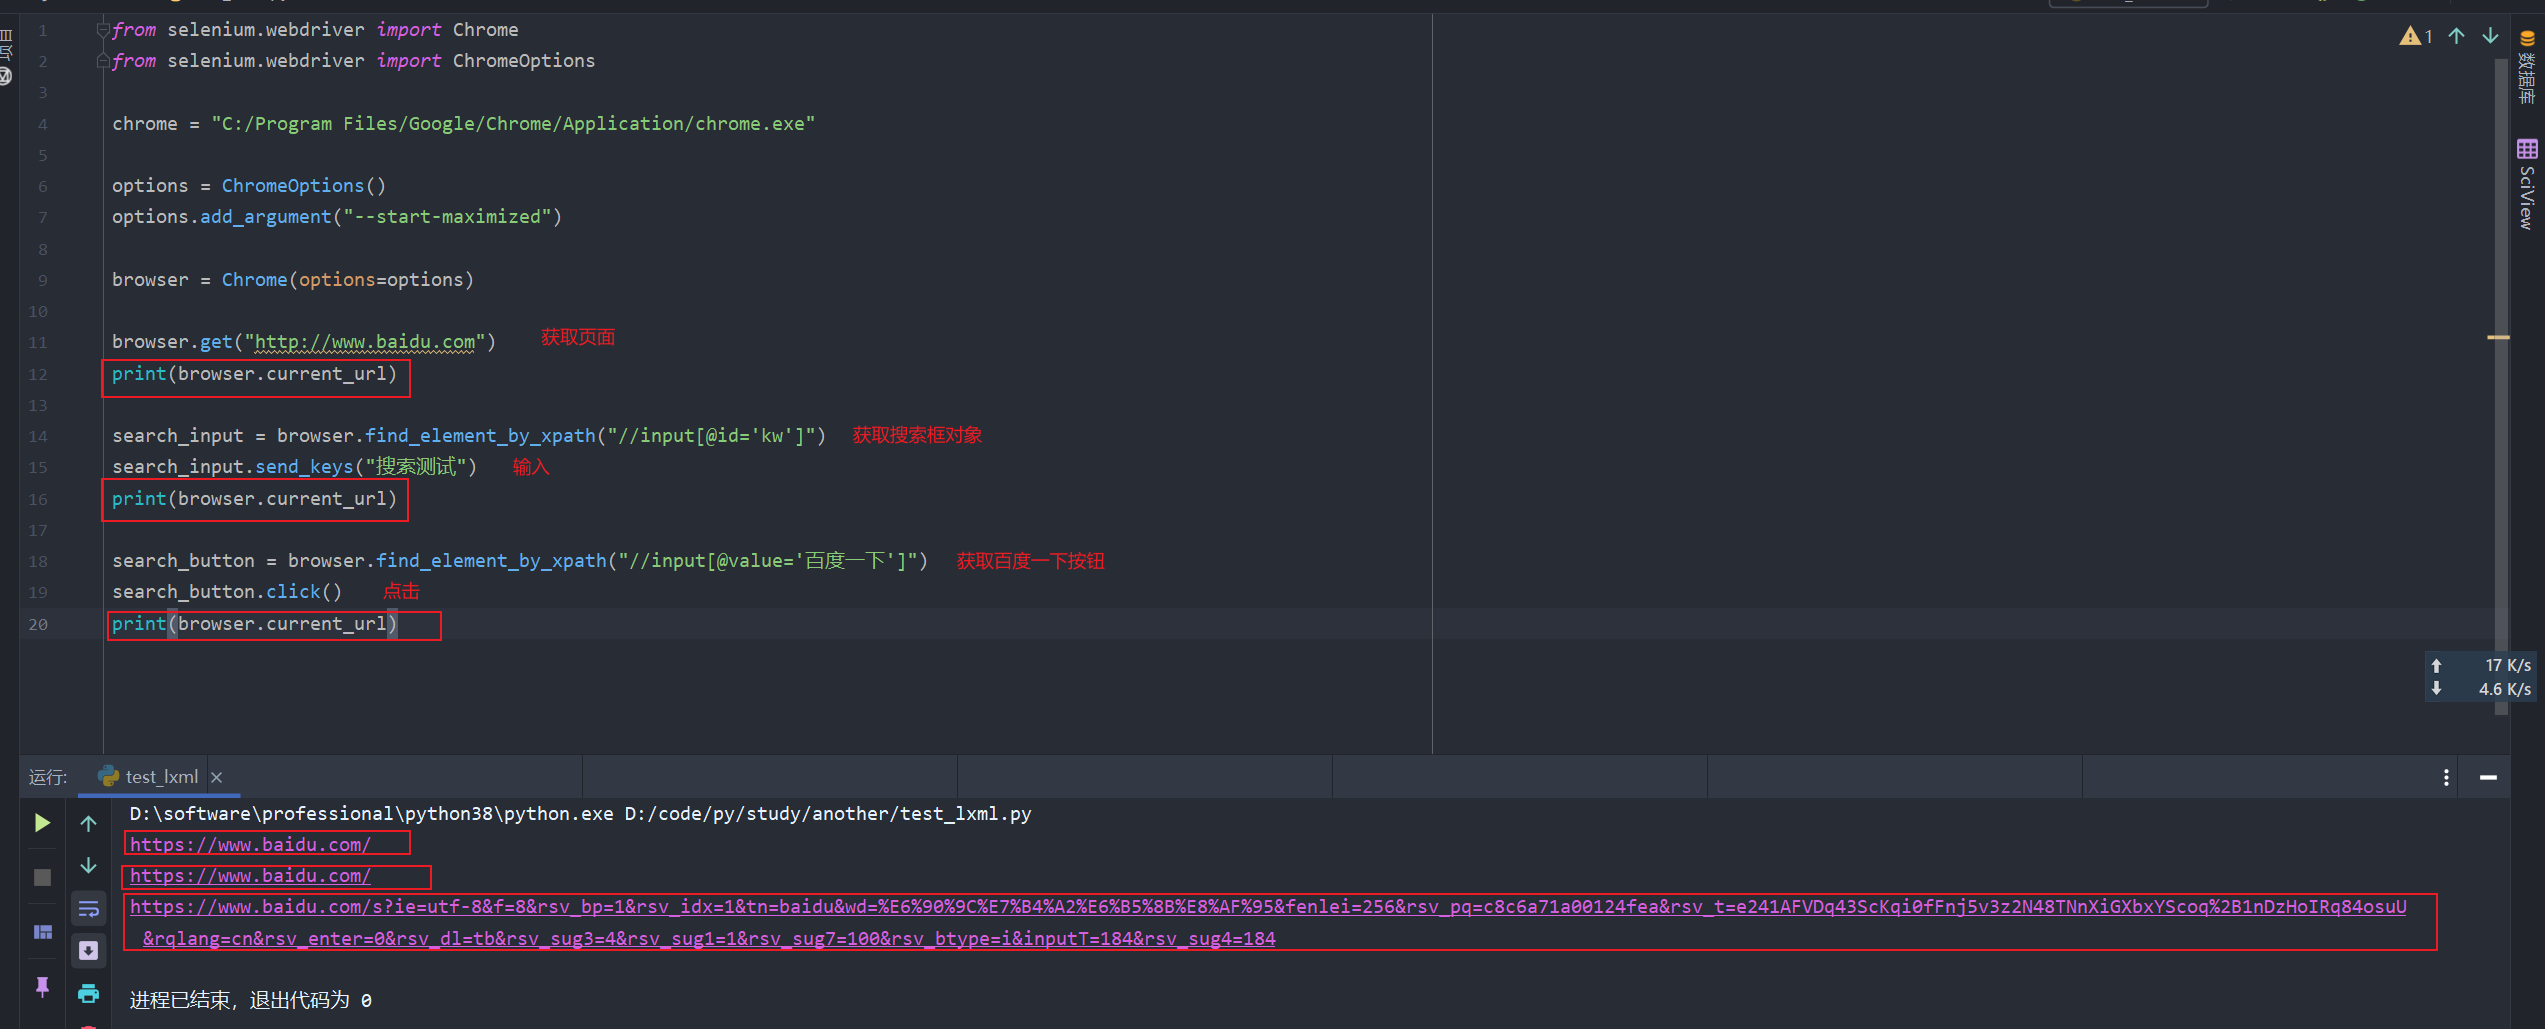 1 from selenium.webdriver import Chrome
2 from selenium.webdriver import ChromeOptions
3
4 chrome = "C:/Program Files/Google/Chrome/Application/chrome.exe"
5
6 options = ChromeOptions()
7 options.add_argument("--start-maximized")
8
9 browser = Chrome(options=options)
10
11 browser.get("http://www.baidu.com") 获取页面
12 print(browser.current_url)
13
14 search_input = browser.find_element_by_xpath("//input[@id='kw']") 获取搜索框对象
15 search_input.send_keys("搜索测试") 输入
16 print(browser.current_url)
17
18 search_button = browser.find_element_by_xpath("//input[@value='百度一下']") 获取百度一下按钮
19 search_button.click() 点击
20 print(browser.current_url)
1
数据库
SciView
17 K/s
4.6 K/s
运行: test_lxml
D:\software\professional\python38\python.exe D:/code/py/study/another/test_lxml.py
https://www.baidu.com/
https://www.baidu.com/
https://www.baidu.com/s?ie=utf-8&f=8&rsv_bp=1&rsv_idx=1&tn=baidu&wd=%E6%90%9C%E7%B4%A2%E6%B5%8B%E8%AF%95&fenlei=256&rsv_pq=c8c6a71a00124fea&rsv_t=e241AFVDq43ScKqi0fFnj5v3z2N48TNnXiGXbxYScoq%2B1nDzHoIRq84osuU
&rqlang=cn&rsv_enter=0&rsv_dl=tb&rsv_sug3=4&rsv_sug1=1&rsv_sug7=100&rsv_btype=i&inputT=184&rsv_sug4=184
进程已结束，退出代码为 0